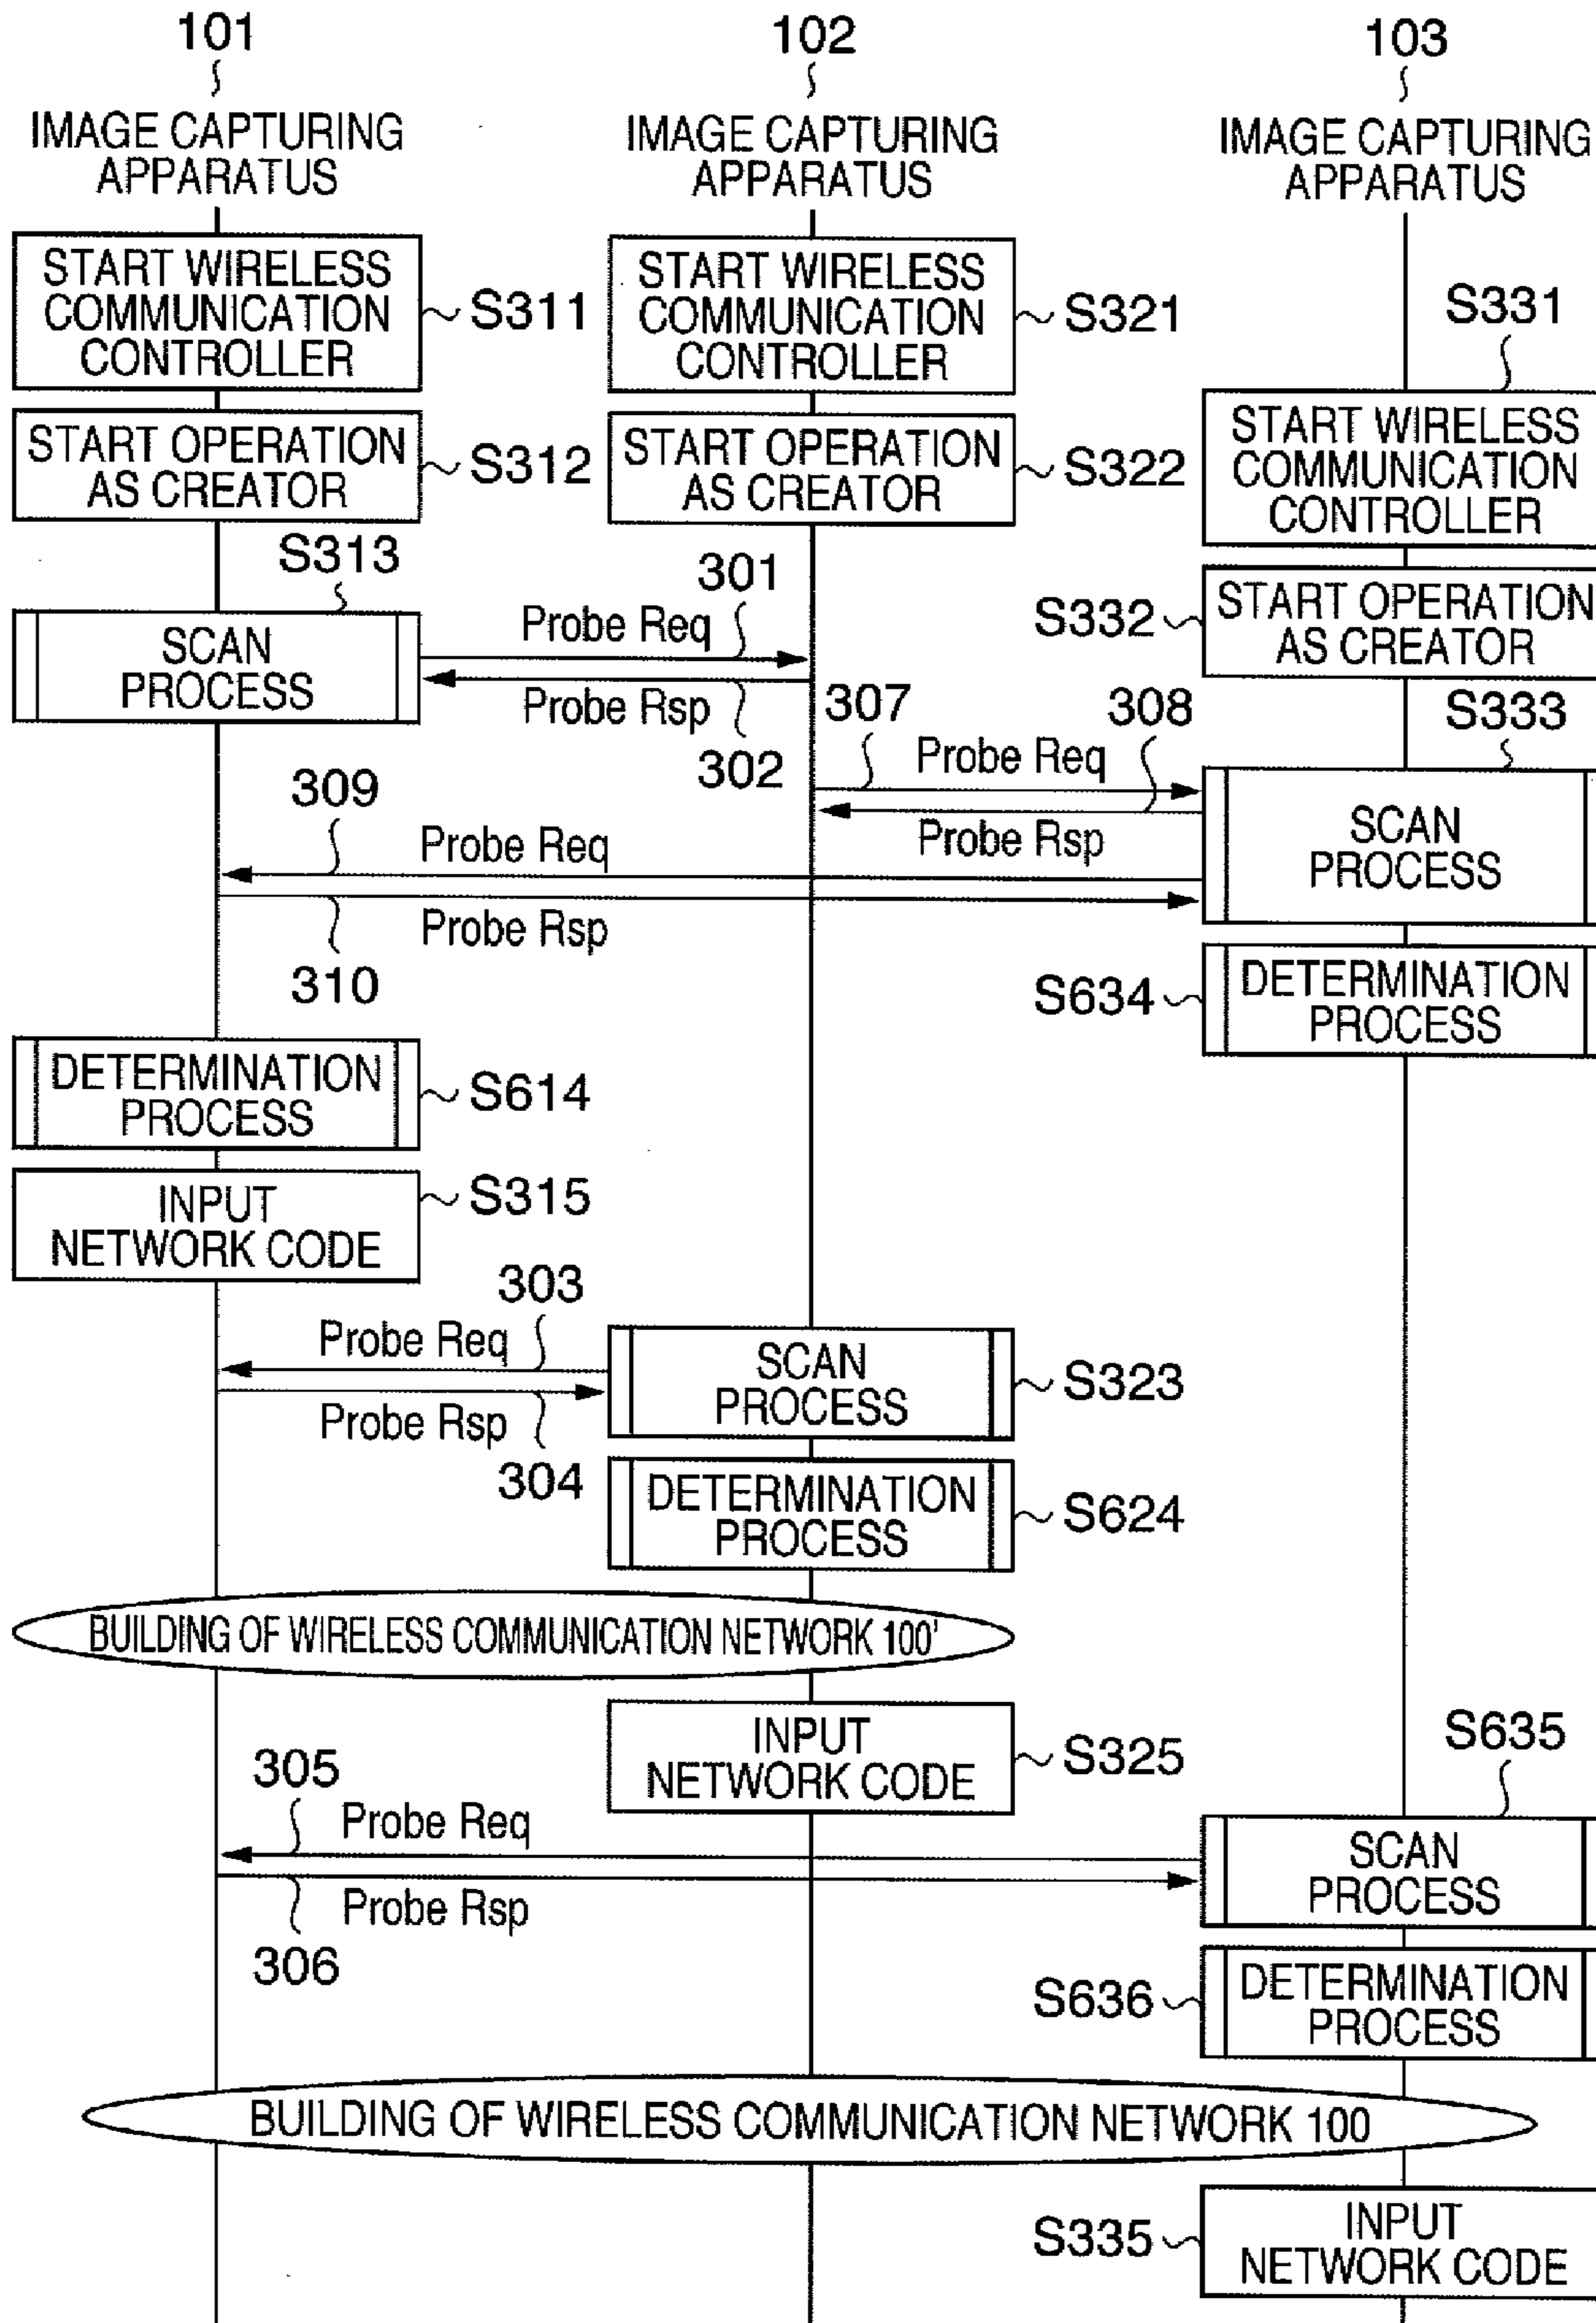 101
102
103
IMAGE CAPTURING
APPARATUS
IMAGE CAPTURING
APPARATUS
IMAGE CAPTURING
APPARATUS
START WIRELESS
COMMUNICATION
CONTROLLER
S311
START WIRELESS
COMMUNICATION
CONTROLLER
S321
S331
START WIRELESS
COMMUNICATION
CONTROLLER
START OPERATION
AS CREATOR
S312
START OPERATION
AS CREATOR
S322
S313
SCAN
PROCESS
301
Probe Req
Probe Rsp
302
S332
START OPERATION
AS CREATOR
307
308
S333
Probe Req
Probe Rsp
SCAN
PROCESS
309
Probe Req
Probe Rsp
310
S634
DETERMINATION
PROCESS
DETERMINATION
PROCESS
S614
INPUT
NETWORK CODE
S315
303
Probe Req
Probe Rsp
304
SCAN
PROCESS
S323
DETERMINATION
PROCESS
S624
BUILDING OF WIRELESS COMMUNICATION NETWORK 100'
INPUT
NETWORK CODE
S325
S635
305
Probe Req
Probe Rsp
306
SCAN
PROCESS
S636
DETERMINATION
PROCESS
BUILDING OF WIRELESS COMMUNICATION NETWORK 100
S335
INPUT
NETWORK CODE